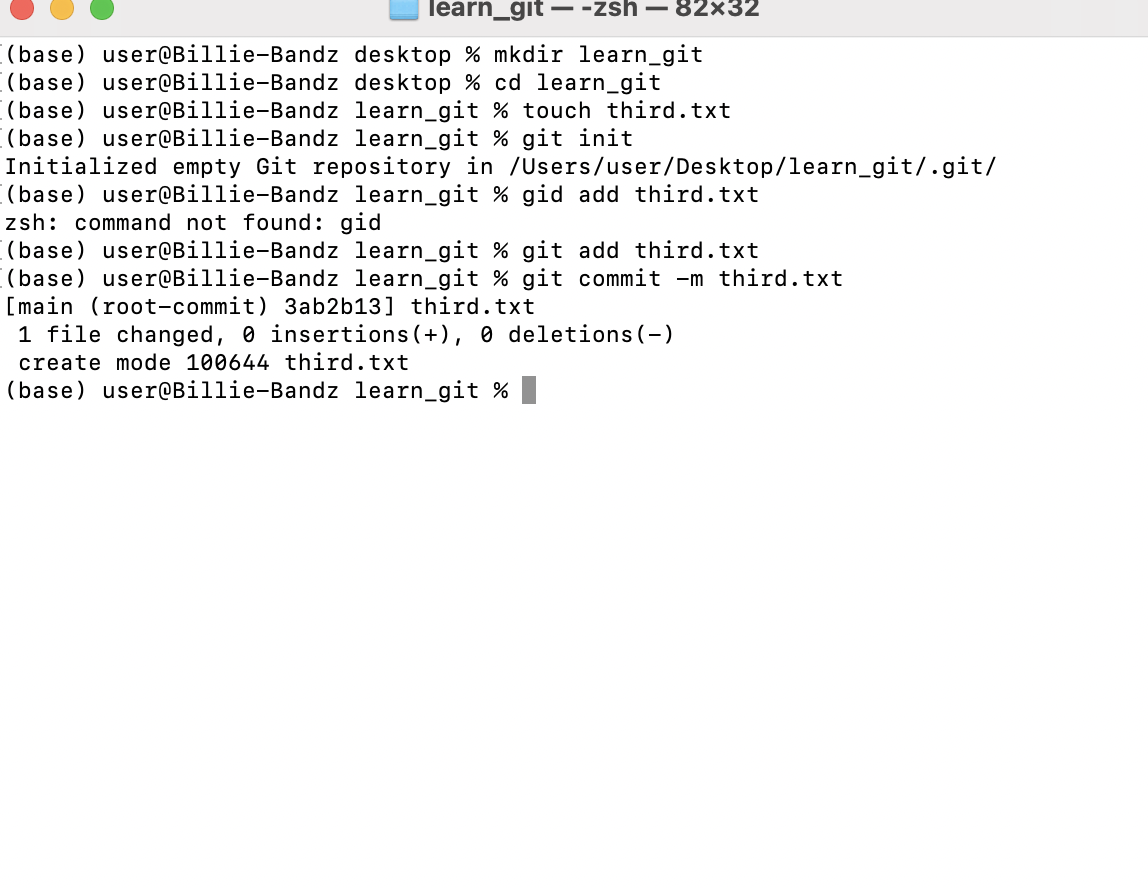 learn_git — -zsh — 82×32
(base) user@Billie-Bandz desktop % mkdir learn_git
(base) user@Billie-Bandz desktop % cd learn_git
(base) user@Billie-Bandz learn_git % touch third.txt
(base) user@Billie-Bandz learn_git % git init
Initialized empty Git repository in /Users/user/Desktop/learn_git/.git/
(base) user@Billie-Bandz learn_git % gid add third.txt
zsh: command not found: gid
(base) user@Billie-Bandz learn_git % git add third.txt
(base) user@Billie-Bandz learn_git % git commit -m third.txt
[main (root-commit) 3ab2b13] third.txt
 1 file changed, 0 insertions(+), 0 deletions(-)
 create mode 100644 third.txt
(base) user@Billie-Bandz learn_git %